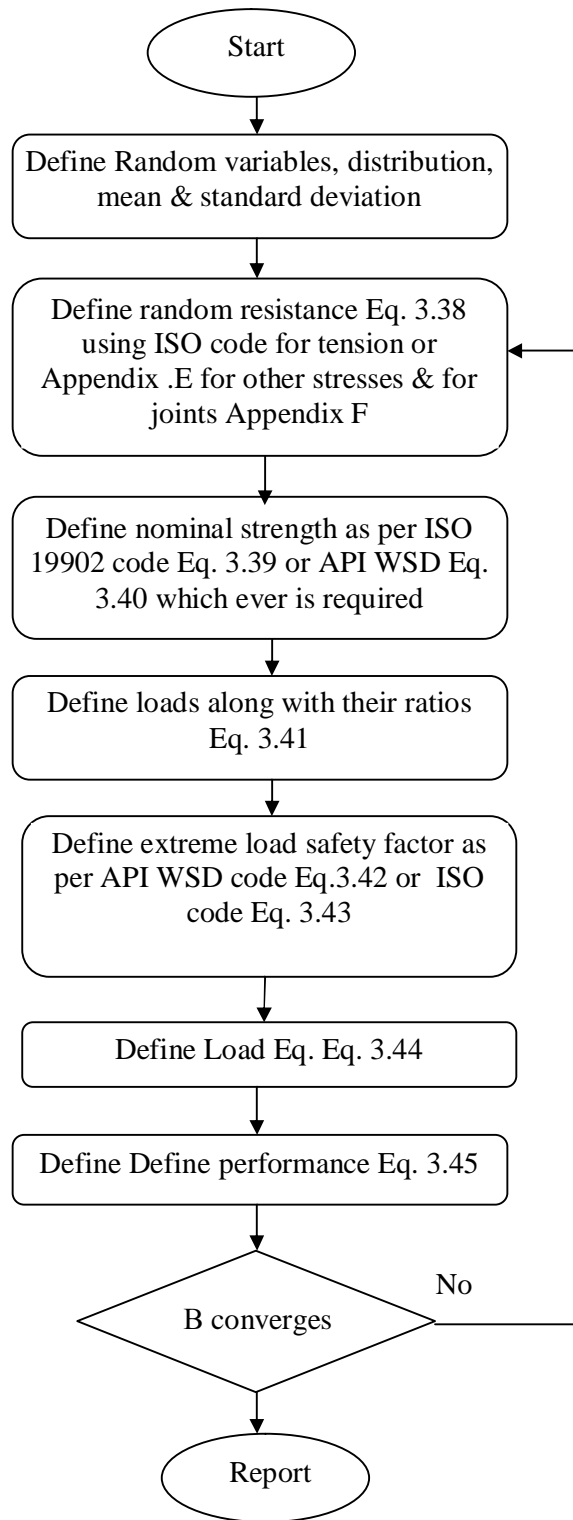 Start
Define Random variables, distribution,
mean & standard deviation
Define random resistance Eq. 3.38
using ISO code for tension or
Appendix .E for other stresses & for
joints Appendix F
Define nominal strength as per ISO
19902 code Eq. 3.39 or API WSD Eq.
3.40 which ever is required
Define loads along with their ratios
Eq. 3.41
Define extreme load safety factor as
per API WSD code Eq.3.42 or ISO
code Eq. 3.43
Define Load Eq. Eq. 3.44
Define Define performance Eq. 3.45
No
B converges
Report